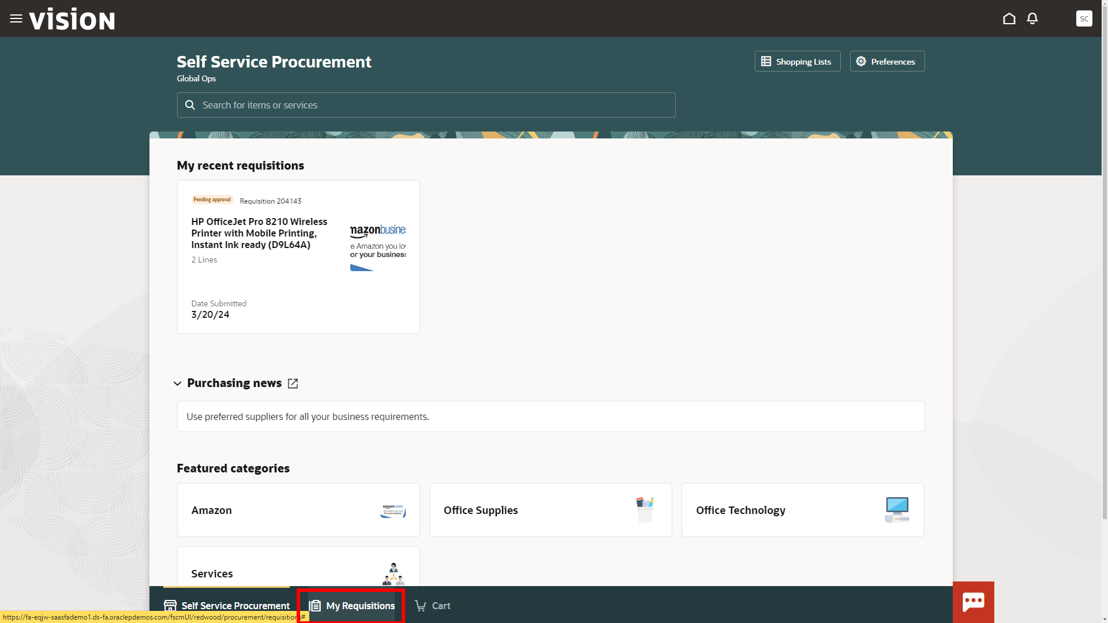 vision
SC
Self Service Procurement
Global Ops
Shopping Lists
Preferences
Search for items or services
My recent requisitions
Pending approval
Requisition 204143
HP OfficeJet Pro 8210 Wireless
Printer with Mobile Printing,
Instant Ink ready (D9L64A)
2 Lines
mazonbusine
e Amazon you lo
or your business
Date Submitted
3/20/24
Purchasing news
Use preferred suppliers for all your business requirements.
Featured categories
Amazon
Office Supplies
Office Technology
Services
Self Service Procurement
My Requisitions
Cart
https://fa-eqjw-saasfademo1.ds-fa.oraclepdemos.com/fscmUI/redwood/procurement/requisition#